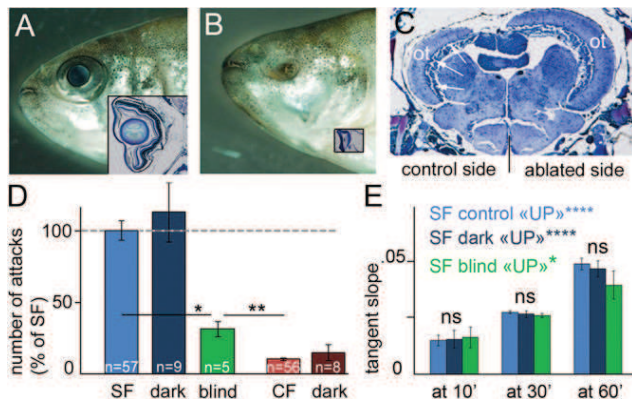 A
B
C
ot
ot
control side
ablated side
D
number of attacks
(% of SF)
100
50
0
*
**
n=57
n=9
n=5
n=56
n=8
SF
dark
blind
CF
dark
E
SF control «UP»****
SF dark «UP»****
SF blind «UP»*
tangent slope
.05
ns
ns
ns
at 10'
at 30'
at 60'